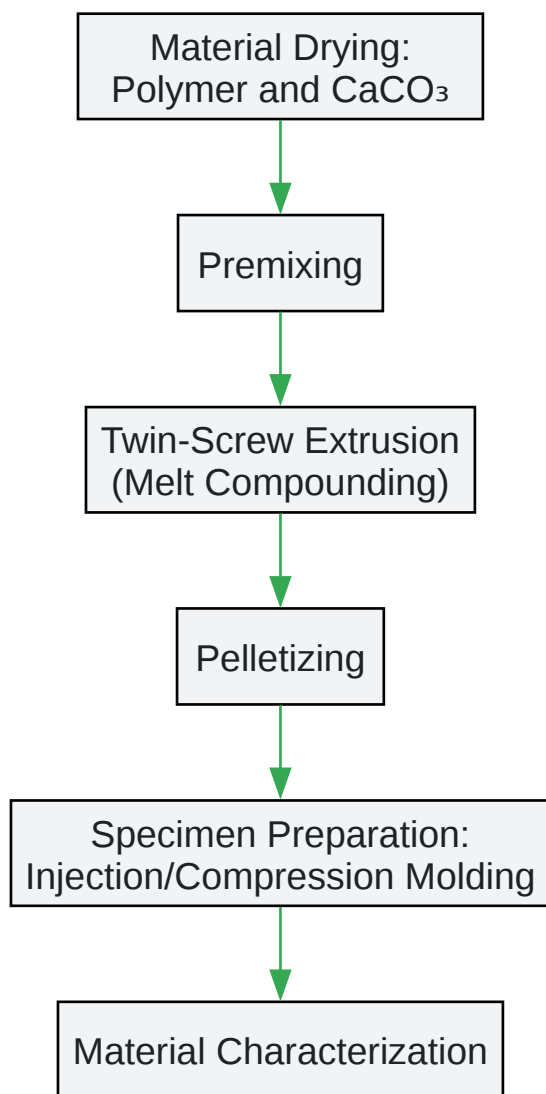 Material Drying:
Polymer and CaCO₃
Premixing
Twin-Screw Extrusion
(Melt Compounding)
Pelletizing
Specimen Preparation:
Injection/Compression Molding
Material Characterization